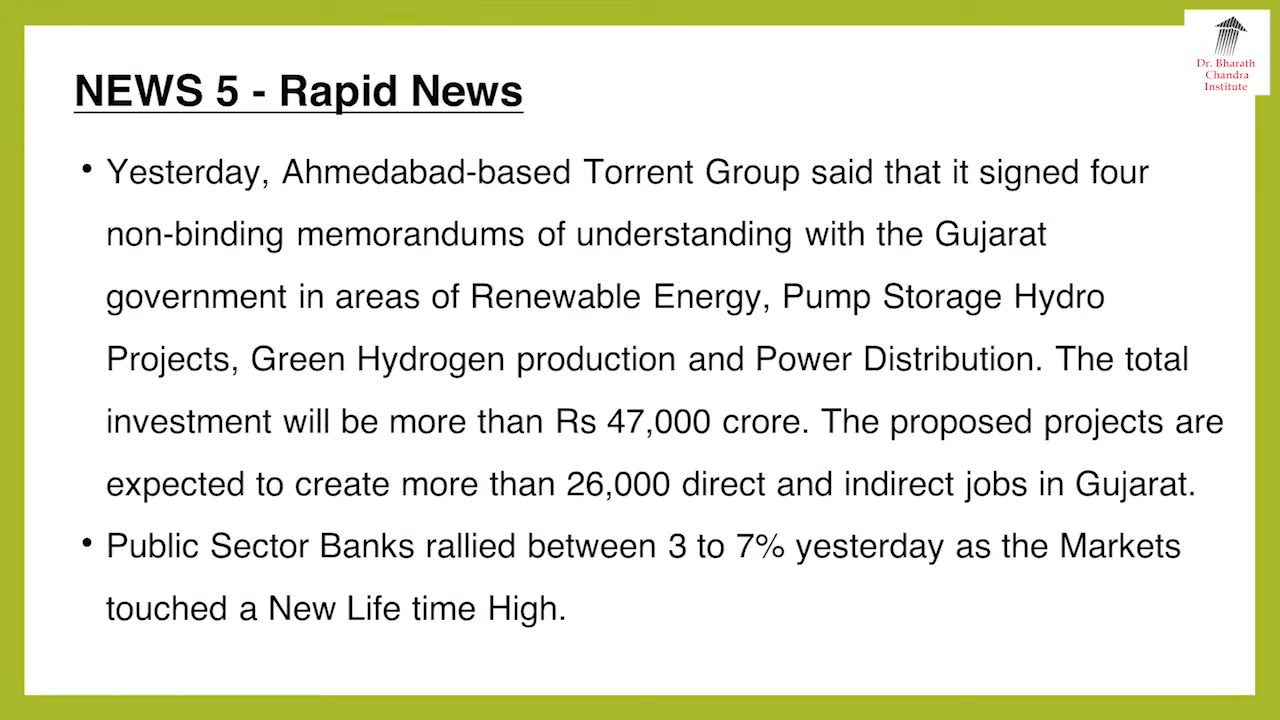 Dr. Bharath
Chandra
Institute
NEWS 5 - Rapid News
• Yesterday, Ahmedabad-based Torrent Group said that it signed four
non-binding memorandums of understanding with the Gujarat
government in areas of Renewable Energy, Pump Storage Hydro
Projects, Green Hydrogen production and Power Distribution. The total
investment will be more than Rs 47,000 crore. The proposed projects are
expected to create more than 26,000 direct and indirect jobs in Gujarat.
• Public Sector Banks rallied between 3 to 7% yesterday as the Markets
touched a New Life time High.